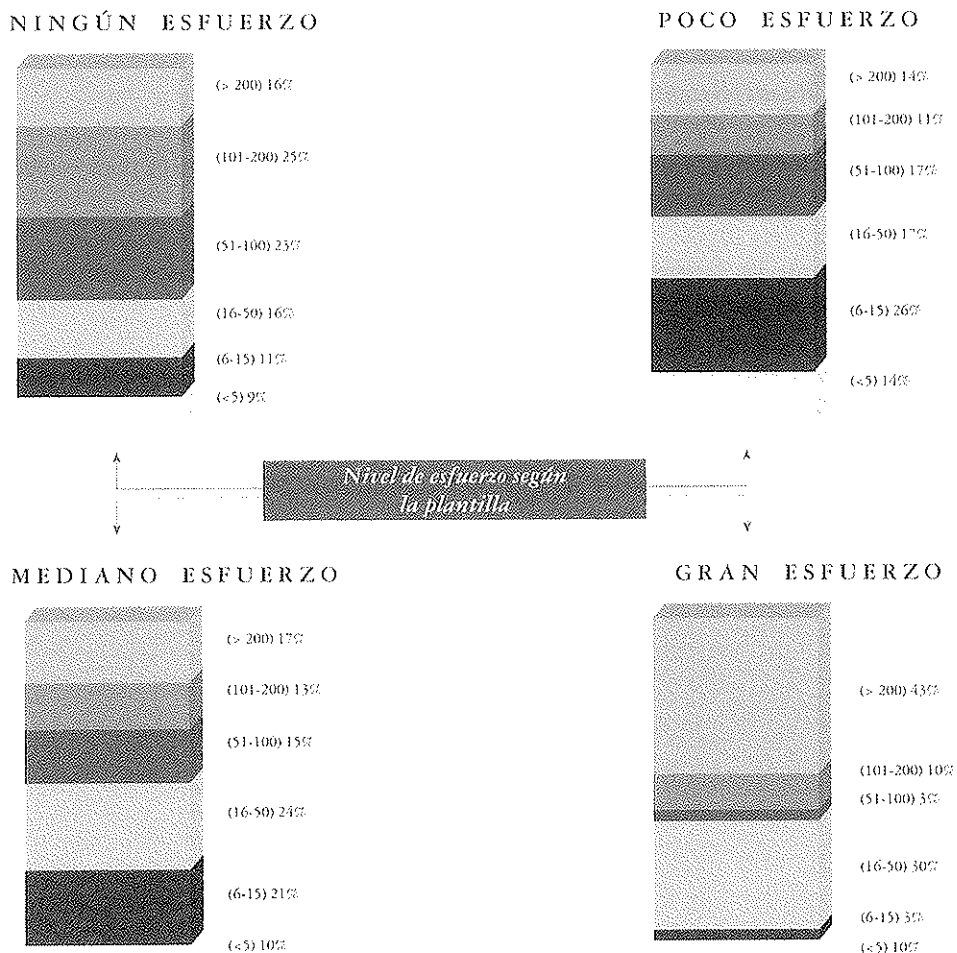 NINGÚN ESFUERZO
(> 200) 16%
(101-200) 25%
(51-100) 23%
(16-50) 16%
(6-15) 11%
(<5) 9%
POCO ESFUERZO
(> 200) 14%
(101-200) 11%
(51-100) 17%
(16-50) 17%
(6-15) 26%
(<5) 14%
Nivel de esfuerzo según
la plantilla
MEDIANO ESFUERZO
(> 200) 17%
(101-200) 13%
(51-100) 15%
(16-50) 24%
(6-15) 21%
(<5) 10%
GRAN ESFUERZO
(> 200) 43%
(101-200) 10%
(51-100) 3%
(16-50) 30%
(6-15) 3%
(<5) 10%